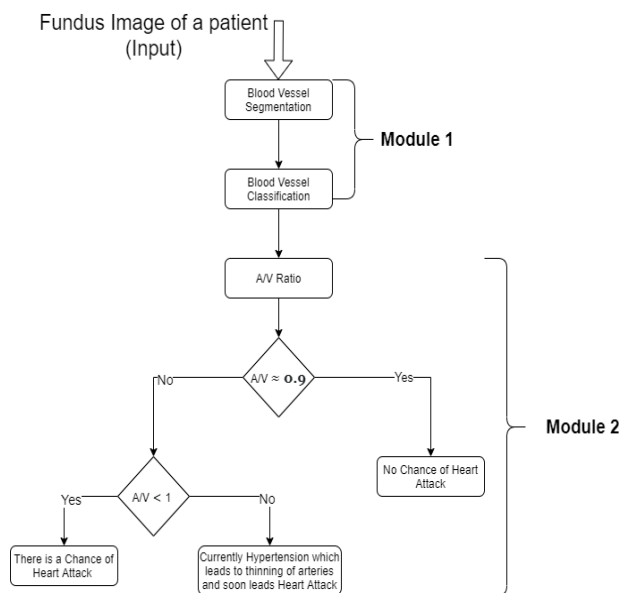 Fundus Image of a patient
(Input)
Blood Vessel
Segmentation
Module 1
Blood Vessel
Classification
A/V Ratio
A/V ≈ 0.9
No
Yes
Module 2
No Chance of Heart
Attack
A/V < 1
Yes
No
There is a Chance of
Heart Attack
Currently Hypertension which
leads to thinning of arteries
and soon leads Heart Attack